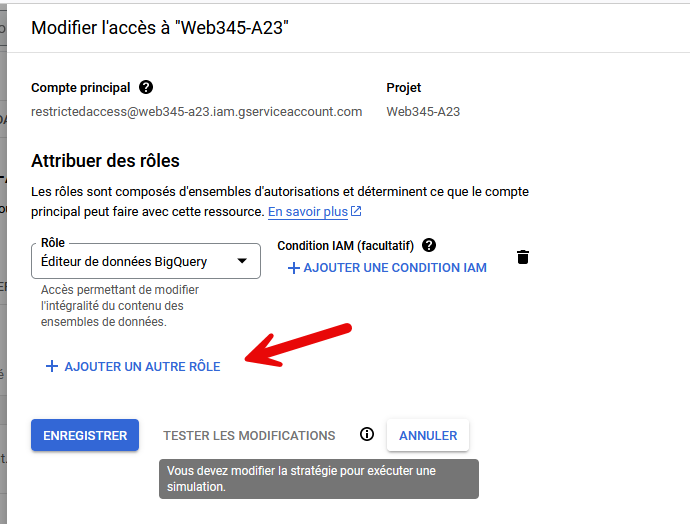 Modifier l'accès à "Web345-A23"
Compte principal
Projet
restrictedaccess@web345-a23.iam.gserviceaccount.com
Web345-A23
Attribuer des rôles
Les rôles sont composés d'ensembles d'autorisations et déterminent ce que le compte
principal peut faire avec cette ressource. En savoir plus
Rôle
Condition IAM (facultatif)
Éditeur de données BigQuery
AJOUTER UNE CONDITION IAM
Accès permettant de modifier
l'intégralité du contenu des
ensembles de données.
AJOUTER UN AUTRE RÔLE
ENREGISTRER
TESTER LES MODIFICATIONS
ANNULER
Vous devez modifier la stratégie pour exécuter une
simulation.